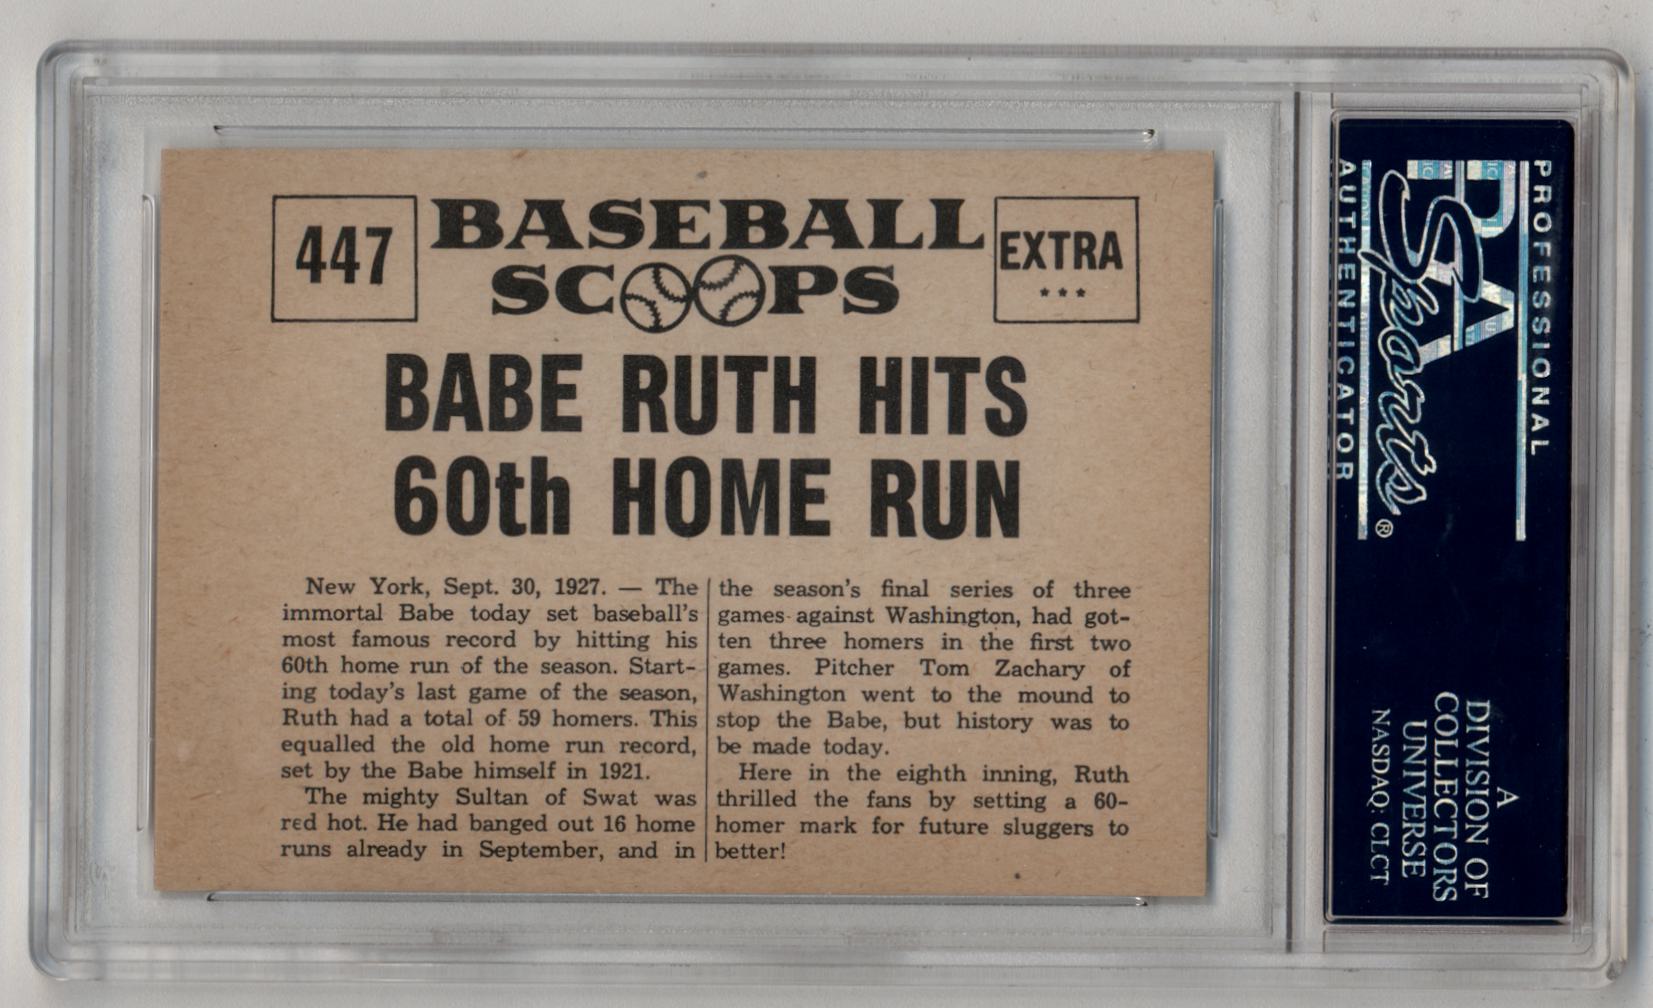 447
BASEBALL
SCOOPS
EXTRA
***
BABE RUTH HITS
60th HOME RUN
New York, Sept. 30, 1927. — The
immortal Babe today set baseball's
most famous record by hitting his
60th home run of the season. Start-
ing today's last game of the season,
Ruth had a total of 59 homers. This
equalled the old home run record,
set by the Babe himself in 1921.
The mighty Sultan of Swat was
red hot. He had banged out 16 home
runs already in September, and in
the season's final series of three
games against Washington, had got-
ten three homers in the first two
games. Pitcher Tom Zachary of
Washington went to the mound to
stop the Babe, but history was to
be made today.
Here in the eighth inning, Ruth
thrilled the fans by setting a 60-
homer mark for future sluggers to
better!
PROFESSIONAL
PSA
Sports
®
AUTHENTICATOR
A
DIVISION OF
COLLECTORS
UNIVERSE
NASDAQ: CLCT